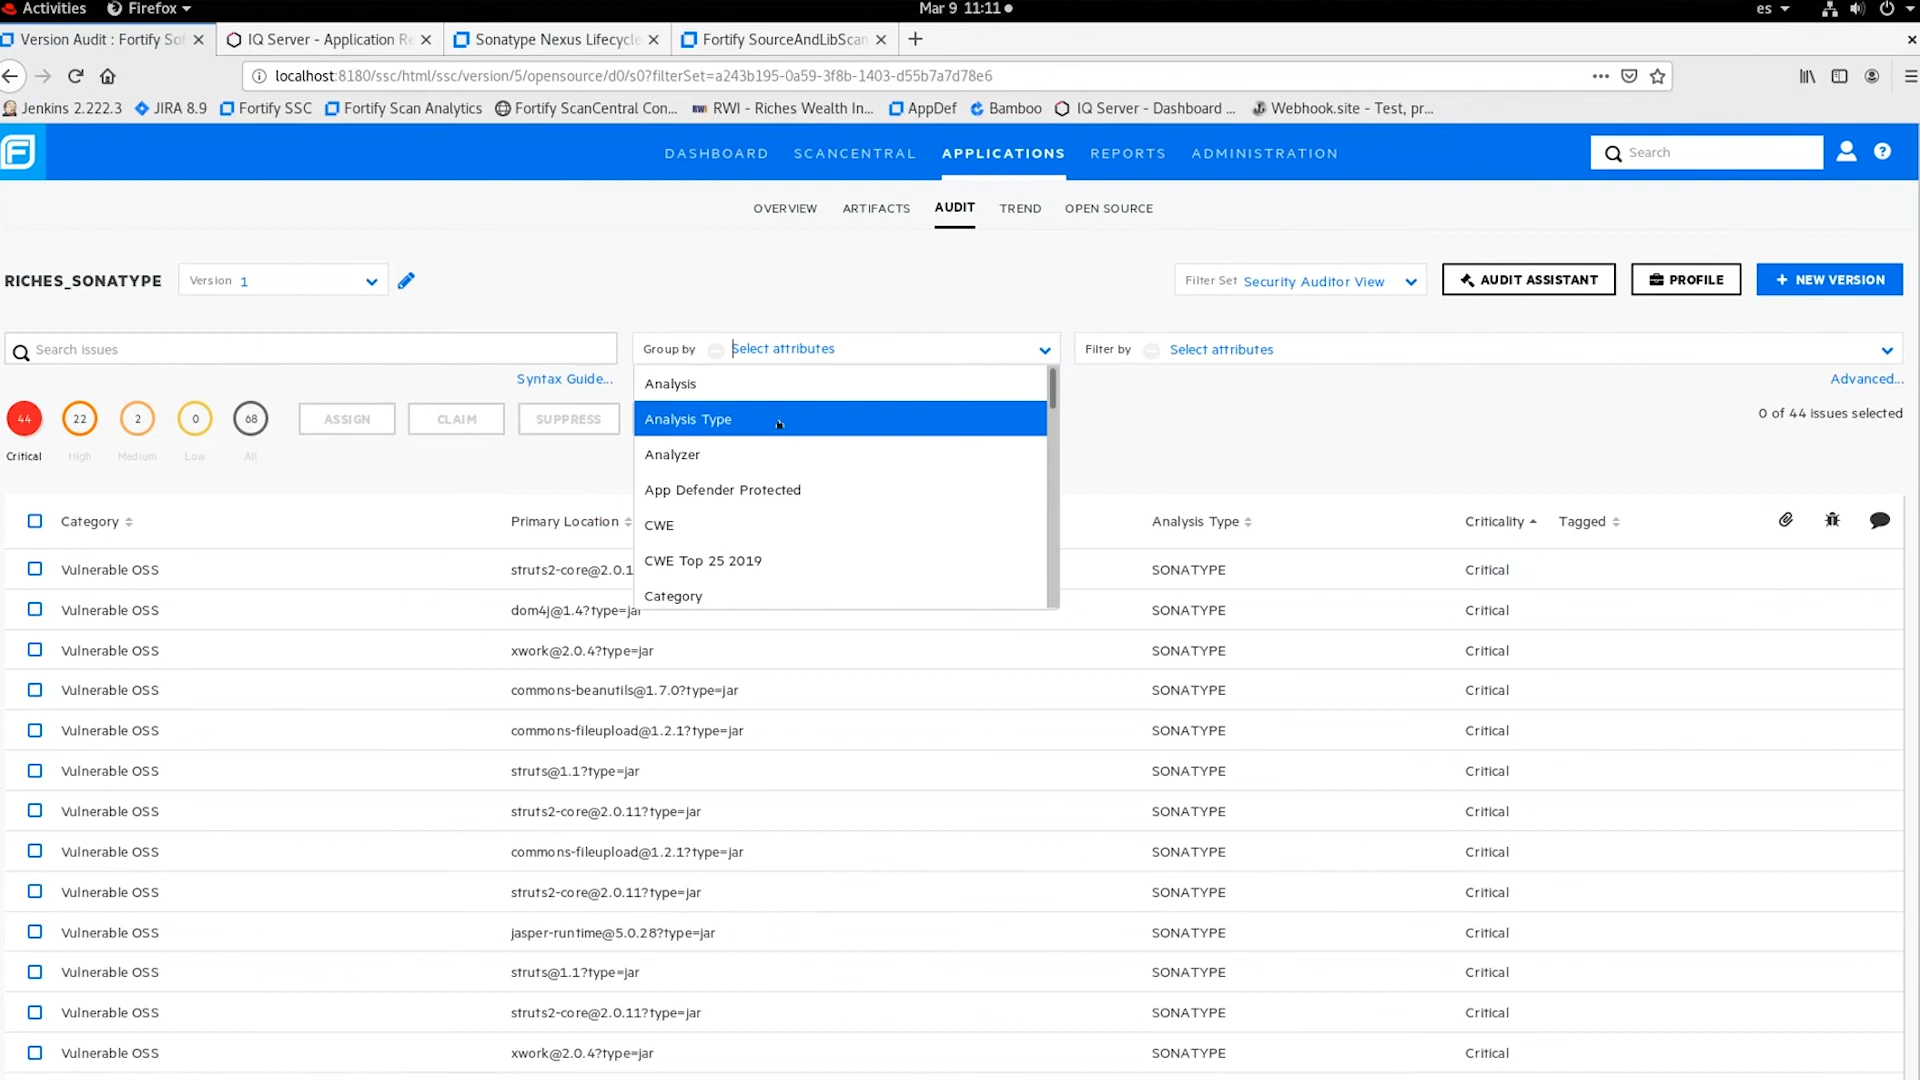 Activities Firefox Mar 9 11:11 es
Version Audit : Fortify Sof IQ Server - Application Re Sonatype Nexus Lifecycle Fortify SourceAndLibScan
localhost:8180/ssc/html/ssc/version/5/opensource/d0/s0?filterSet=a243b195-0a59-3f8b-1403-d55b7a7d78e6
Jenkins 2.222.3 JIRA 8.9 Fortify SSC Fortify Scan Analytics Fortify ScanCentral Con... RWI - Riches Wealth In... AppDef Bamboo IQ Server - Dashboard ... Webhook.site - Test, pr...
F DASHBOARD SCANCENTRAL APPLICATIONS REPORTS ADMINISTRATION Search
OVERVIEW ARTIFACTS AUDIT TREND OPEN SOURCE
RICHES_SONATYPE Version 1 Filter Set Security Auditor View AUDIT ASSISTANT PROFILE + NEW VERSION
Search issues Group by Select attributes Filter by Select attributes
Syntax Guide... Advanced...
44 22 2 0 68 ASSIGN CLAIM SUPPRESS 0 of 44 issues selected
Critical High Medium Low All
Analysis
Analysis Type
Analyzer
App Defender Protected
CWE
CWE Top 25 2019
Category
Category Primary Location Analysis Type Criticality Tagged
Vulnerable OSS struts2-core@2.0.1 SONATYPE Critical
Vulnerable OSS dom4j@1.4?type=jar SONATYPE Critical
Vulnerable OSS xwork@2.0.4?type=jar SONATYPE Critical
Vulnerable OSS commons-beanutils@1.7.0?type=jar SONATYPE Critical
Vulnerable OSS commons-fileupload@1.2.1?type=jar SONATYPE Critical
Vulnerable OSS struts@1.1?type=jar SONATYPE Critical
Vulnerable OSS struts2-core@2.0.11?type=jar SONATYPE Critical
Vulnerable OSS commons-fileupload@1.2.1?type=jar SONATYPE Critical
Vulnerable OSS struts2-core@2.0.11?type=jar SONATYPE Critical
Vulnerable OSS jasper-runtime@5.0.28?type=jar SONATYPE Critical
Vulnerable OSS struts@1.1?type=jar SONATYPE Critical
Vulnerable OSS struts2-core@2.0.11?type=jar SONATYPE Critical
Vulnerable OSS xwork@2.0.4?type=jar SONATYPE Critical